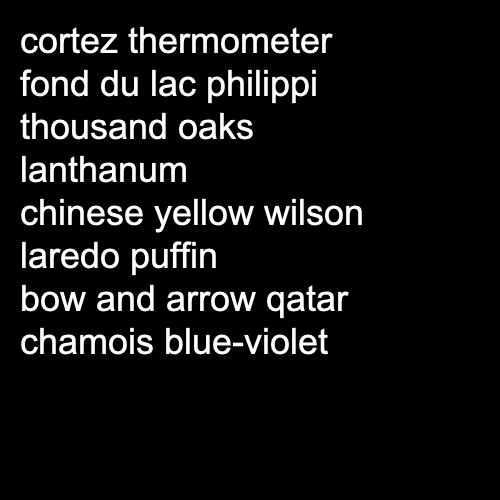 cortez thermometer
fond du lac philippi
thousand oaks
lanthanum
chinese yellow wilson
laredo puffin
bow and arrow qatar
chamois blue-violet